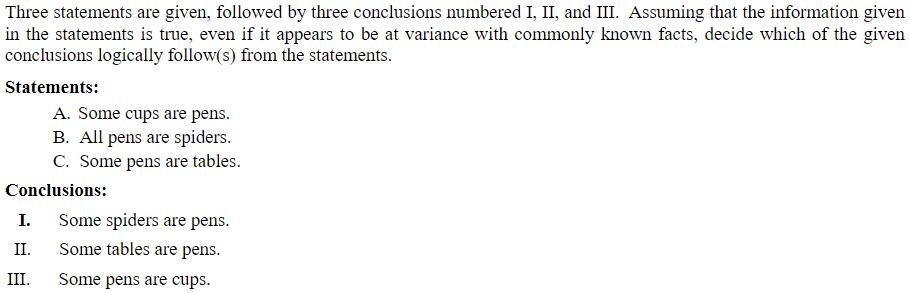 Three statements are given, followed by three conclusions numbered I, II, and III. Assuming that the information given
in the statements is true, even if it appears to be at variance with commonly known facts, decide which of the given
conclusions logically follow(s) from the statements.
Statements:
A. Some cups are pens.
B. All pens are spiders.
C. Some pens are tables.
Conclusions:
I. Some spiders are pens.
II. Some tables are pens.
III. Some pens are cups.